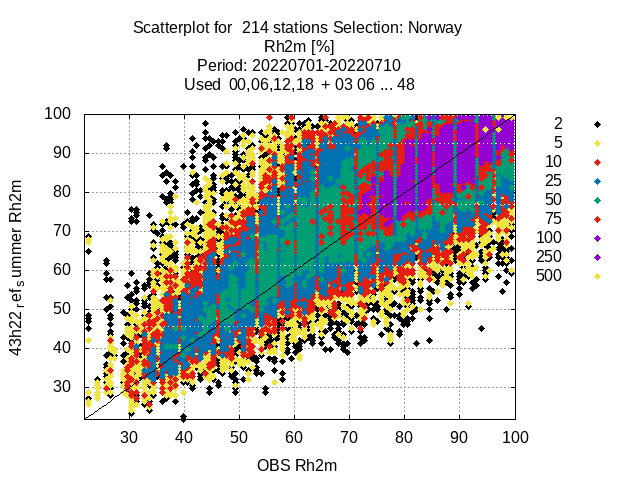 Scatterplot for 214 stations Selection: Norway
Rh2m [%]
Period: 20220701-20220710
Used 00,06,12,18 + 03 06 ... 48
100
90
80
70
60
50
40
30
43h22_ref_summer Rh2m
30 40 50 60 70 80 90 100
OBS Rh2m
2
5
10
25
50
75
100
250
500